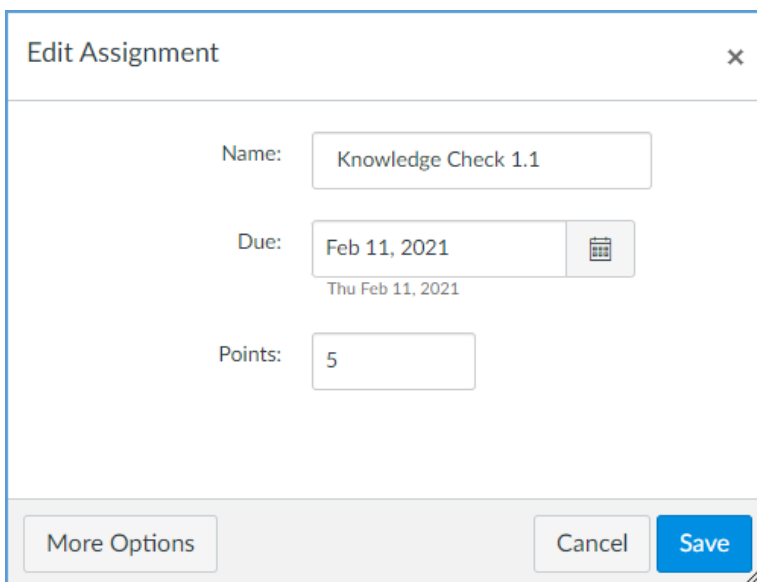 Edit Assignment ×
Name: Knowledge Check 1.1
Due: Feb 11, 2021
Thu Feb 11, 2021
Points: 5
More Options Cancel Save